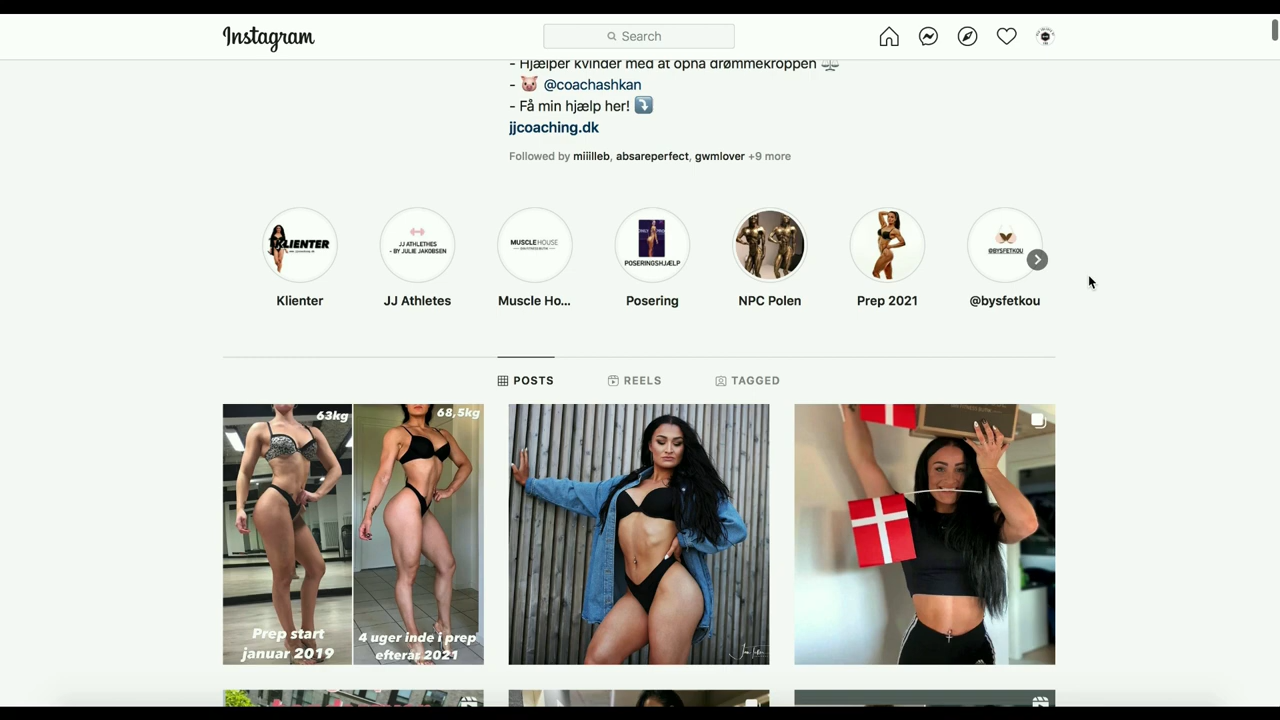 Instagram
Search
- Hjælper kvinder med at opnå drømmekroppen
- @coachashkan
- Få min hjælp her!
jjcoaching.dk
Followed by miiilleb, absareperfect, gwmlover +9 more
KLIENTER
JJ ATHLETHES
- BY JULIE JAKOBSEN
MUSCLEHOUSE
POSERINGSHJÆLP
@BYSFETKOU
Klienter
JJ Athletes
Muscle Ho...
Posering
NPC Polen
Prep 2021
@bysfetkou
POSTS
REELS
TAGGED
63kg
68,5kg
Prep start
januar 2019
4 uger inde i prep
efterår 2021